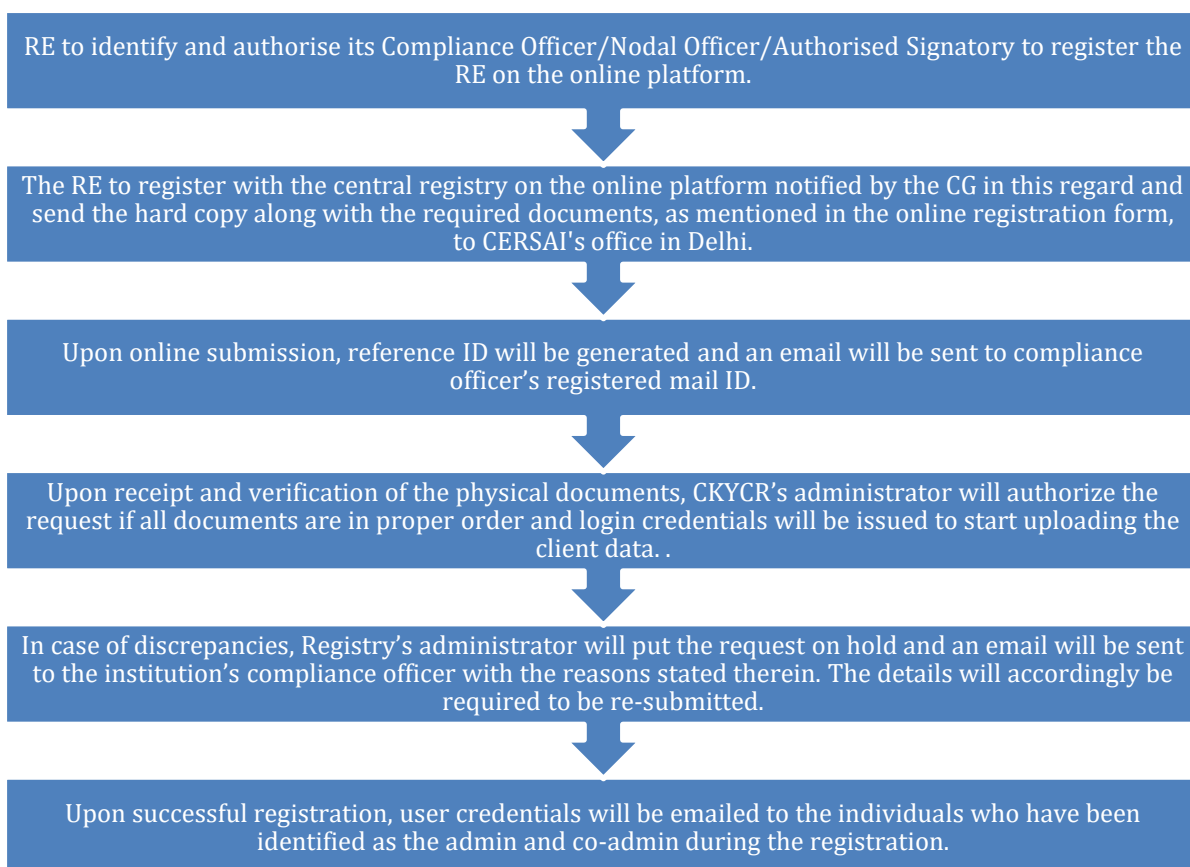 RE to identify and authorise its Compliance Officer/Nodal Officer/Authorised Signatory to register the
RE on the online platform.
The RE to register with the central registry on the online platform notified by the CG in this regard and
send the hard copy along with the required documents, as mentioned in the online registration form,
to CERSAI's office in Delhi.
Upon online submission, reference ID will be generated and an email will be sent to compliance
officer’s registered mail ID.
Upon receipt and verification of the physical documents, CKYCR’s administrator will authorize the
request if all documents are in proper order and login credentials will be issued to start uploading the
client data. .
In case of discrepancies, Registry’s administrator will put the request on hold and an email will be sent
to the institution’s compliance officer with the reasons stated therein. The details will accordingly be
required to be re-submitted.
Upon successful registration, user credentials will be emailed to the individuals who have been
identified as the admin and co-admin during the registration.